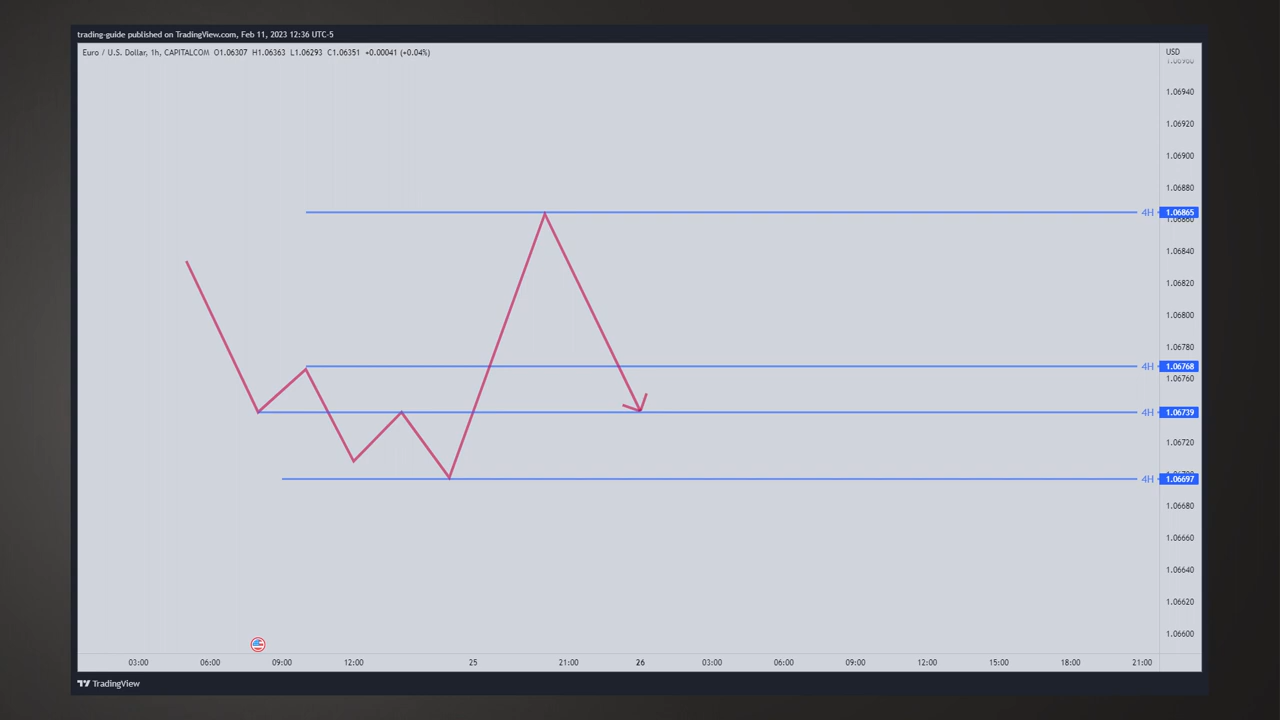 trading-guide published on TradingView.com, Feb 11, 2023 12:36 UTC-5
Euro / U.S. Dollar, 1h, CAPITALCOM O1.06307 H1.06363 L1.06293 C1.06351 +0.00041 (+0.04%)
USD
1.06940
1.06920
1.06900
1.06880
4H 1.06865
1.06860
1.06840
1.06820
1.06800
1.06780
4H 1.06768
1.06760
4H 1.06739
1.06720
4H 1.06697
1.06680
1.06660
1.06640
1.06620
1.06600
03:00 06:00 09:00 12:00 25 21:00 26 03:00 06:00 09:00 12:00 15:00 18:00 21:00
TradingView